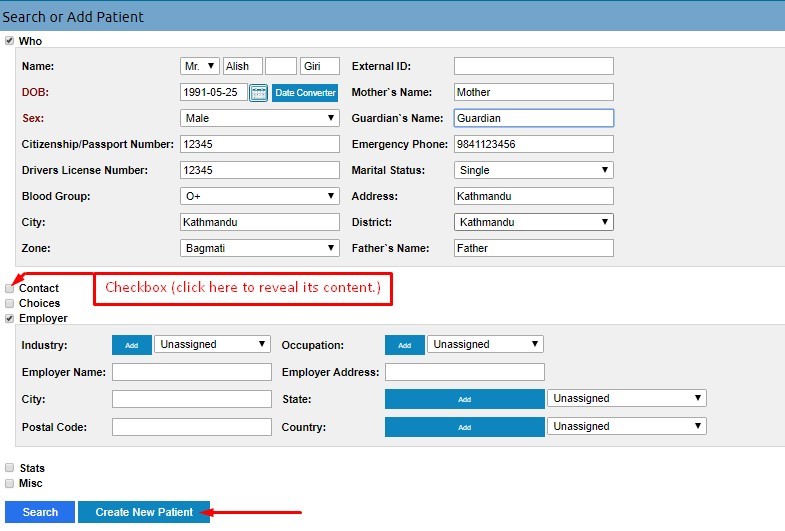 Search or Add Patient
Who
Name: Mr. Alish Giri External ID:
DOB: 1991-05-25 Date Converter Mother`s Name: Mother
Sex: Male Guardian`s Name: Guardian
Citizenship/Passport Number: 12345 Emergency Phone: 9841123456
Drivers License Number: 12345 Marital Status: Single
Blood Group: O+ Address: Kathmandu
City: Kathmandu District: Kathmandu
Zone: Bagmati Father`s Name: Father
Contact Checkbox (click here to reveal its content.)
Choices
Employer
Industry: Add Unassigned Occupation: Add Unassigned
Employer Name: Employer Address:
City: State: Add Unassigned
Postal Code: Country: Add Unassigned
Stats
Misc
Search Create New Patient